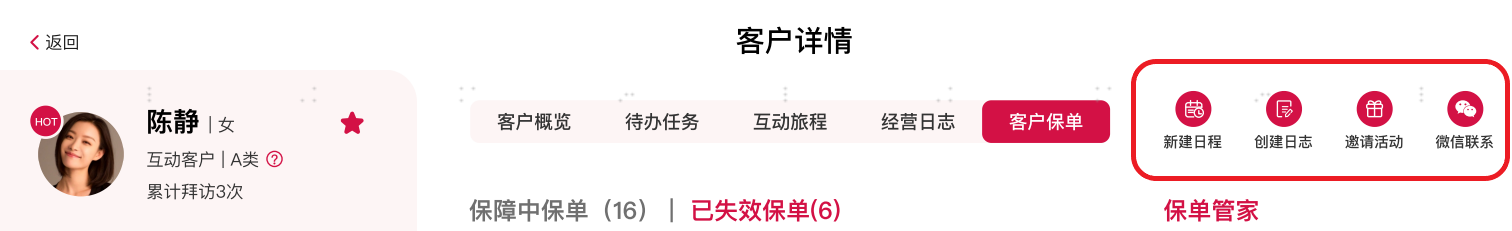 客户详情
返回
HOT
陈静 | 女
互动客户 | A类 ?
累计拜访3次
客户概览 待办任务 互动旅程 经营日志 客户保单
新建日程 创建日志 邀请活动 微信联系
保障中保单（16） | 已失效保单(6)
保单管家